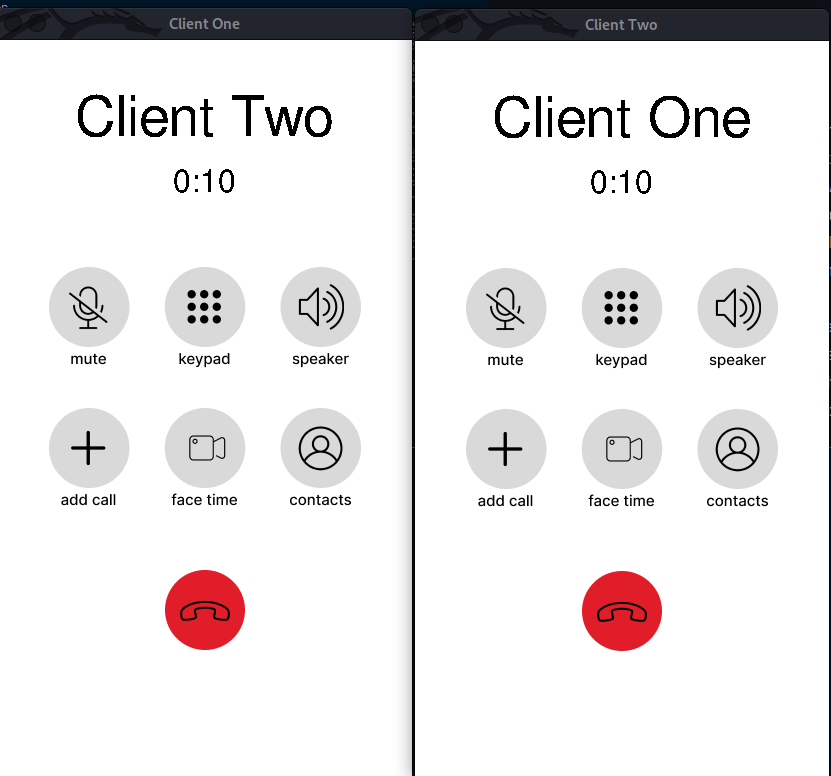 Client One
Client Two
0:10
mute keypad speaker
add call face time contacts
Client Two
Client One
0:10
mute keypad speaker
add call face time contacts